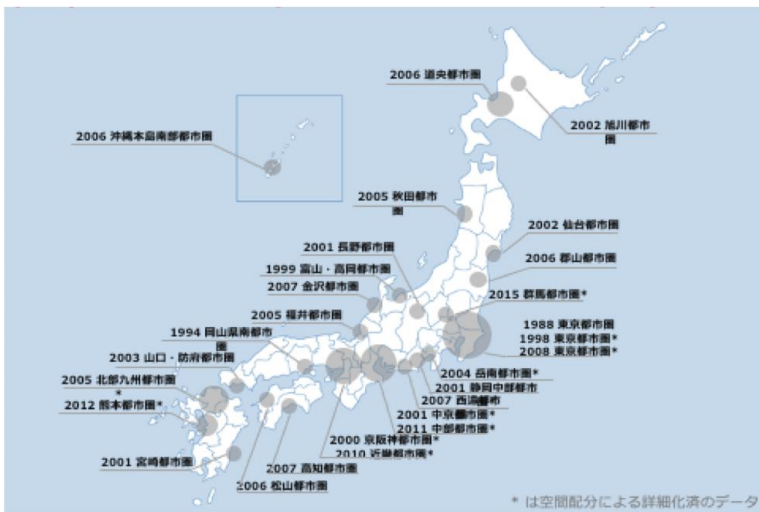 2006 道央都市圏
2002 旭川都市
圏
2006 沖縄本島南部都市圏
2005 秋田都市
圏
2002 仙台都市圏
2001 長野都市圏
2006 郡山都市圏
1999 富山・高岡都市圏
2007 金沢都市圏
2015 群馬都市圏*
2005 福井都市圏
1988 東京都市圏
1998 東京都市圏*
2008 東京都市圏*
1994 岡山県南都市
圏
2003 山口・防府都市圏
2004 岳南都市圏*
2005 北部九州都市圏
*
2001 静岡中部都市
2007 西遠都市
2012 熊本都市圏*
2001 中京都市圏*
2011 中部都市圏*
2000 京阪神都市圏*
2010 近畿都市圏*
2001 宮崎都市圏
2007 高知都市圏
2006 松山都市圏
* は空間配分による詳細化済のデータ